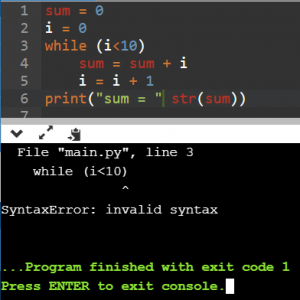 1 sum = 0
2 i = 0
3 while (i<10)
4     sum = sum + i
5     i = i + 1
6 print("sum = " str(sum))
  File "main.py", line 3
    while (i<10)
               ^
SyntaxError: invalid syntax
...Program finished with exit code 1
Press ENTER to exit console.